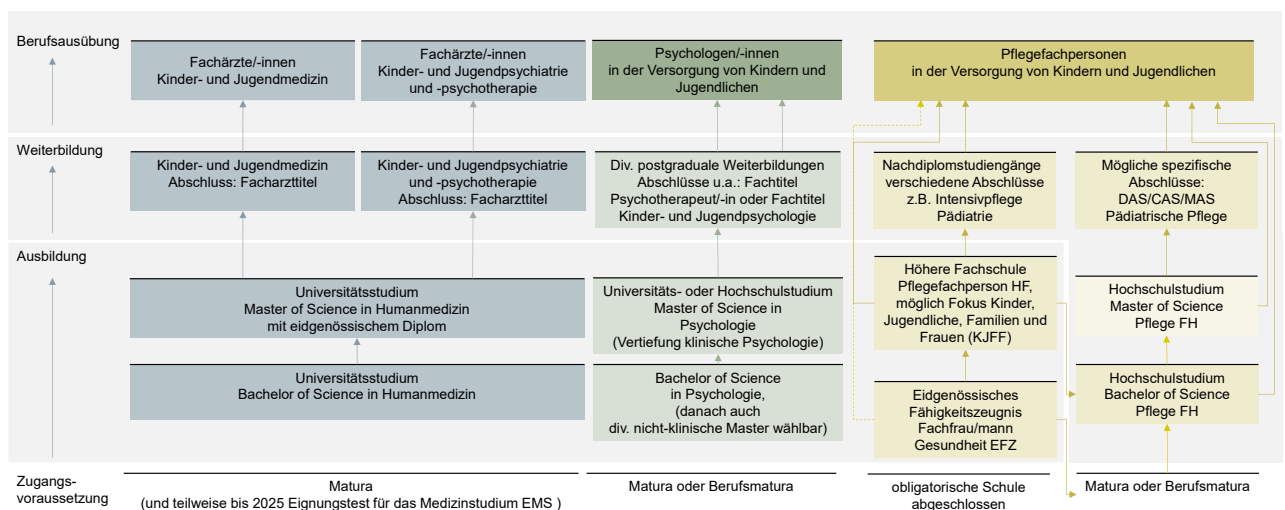 Berufsausübung
Fachärzte/-innen
Kinder- und Jugendmedizin
Fachärzte/-innen
Kinder- und Jugendpsychiatrie
und -psychotherapie
Psychologen/-innen
in der Versorgung von Kindern und
Jugendlichen
Pflegefachpersonen
in der Versorgung von Kindern und Jugendlichen
Weiterbildung
Kinder- und Jugendmedizin
Abschluss: Facharzttitel
Kinder- und Jugendpsychiatrie
und -psychotherapie
Abschluss: Facharzttitel
Div. postgraduale Weiterbildungen
Abschlüsse u.a.: Fachtitel
Psychotherapeut/-in oder Fachtitel
Kinder- und Jugendpsychologie
Nachdiplomstudiengänge
verschiedene Abschlüsse
z.B. Intensivpflege
Pädiatrie
Mögliche spezifische
Abschlüsse:
DAS/CAS/MAS
Pädiatrische Pflege
Ausbildung
Universitätsstudium
Master of Science in Humanmedizin
mit eidgenössischem Diplom
Universitäts- oder Hochschulstudium
Master of Science in
Psychologie
(Vertiefung klinische Psychologie)
Höhere Fachschule
Pflegefachperson HF,
möglich Fokus Kinder,
Jugendliche, Familien und
Frauen (KJFF)
Hochschulstudium
Master of Science
Pflege FH
Universitätsstudium
Bachelor of Science in Humanmedizin
Bachelor of Science
in Psychologie,
(danach auch
div. nicht-klinische Master wählbar)
Eidgenössisches
Fähigkeitszeugnis
Fachfrau/mann
Gesundheit EFZ
Hochschulstudium
Bachelor of Science
Pflege FH
Zugangs-
voraussetzung
Matura
(und teilweise bis 2025 Eignungstest für das Medizinstudium EMS )
Matura oder Berufsmatura
obligatorische Schule
abgeschlossen
Matura oder Berufsmatura